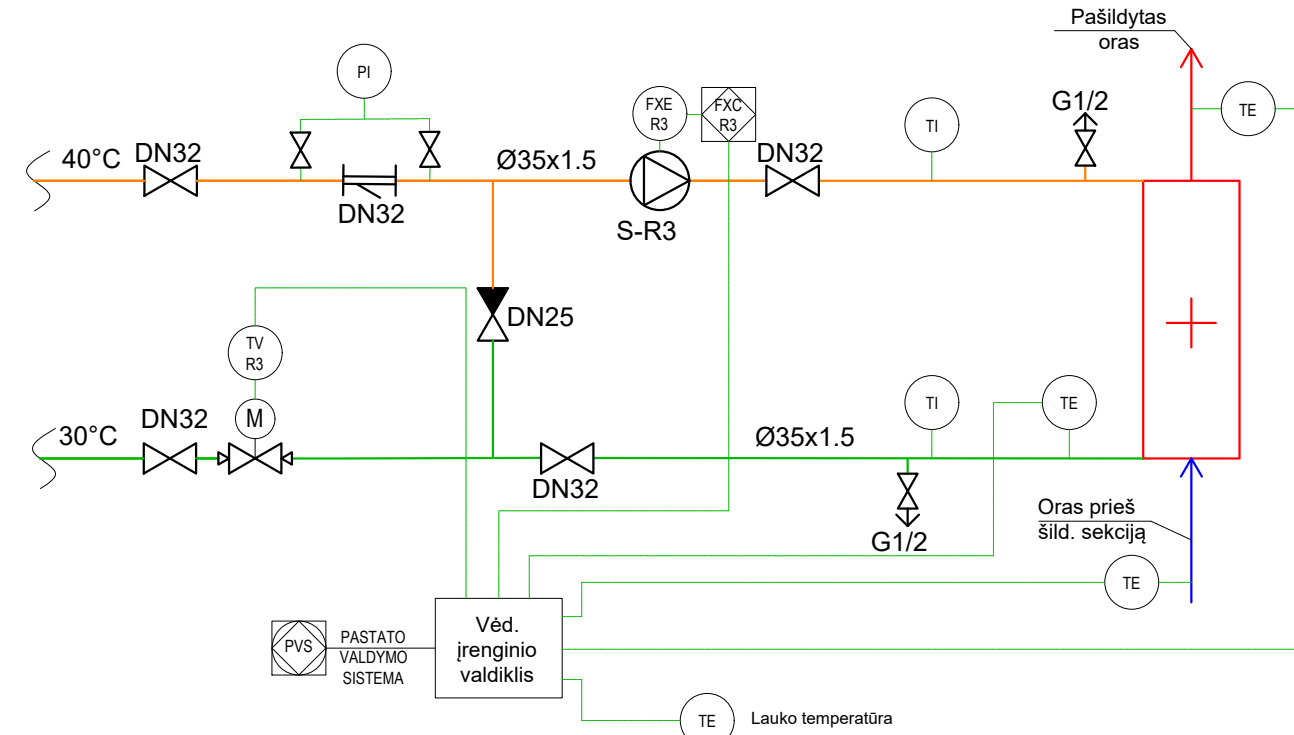 Pašildytas
oras
PI
FXE
R3
FXC
R3
TI
G1/2
TE
40°C
DN32
DN32
Ø35x1.5
S-R3
DN32
DN25
TV
R3
M
30°C
DN32
DN32
Ø35x1.5
TI
TE
G1/2
Oras prieš
šild. sekciją
TE
PVS
PASTATO
VALDYMO
SISTEMA
Vėd.
įrenginio
valdiklis
TE
Lauko temperatūra